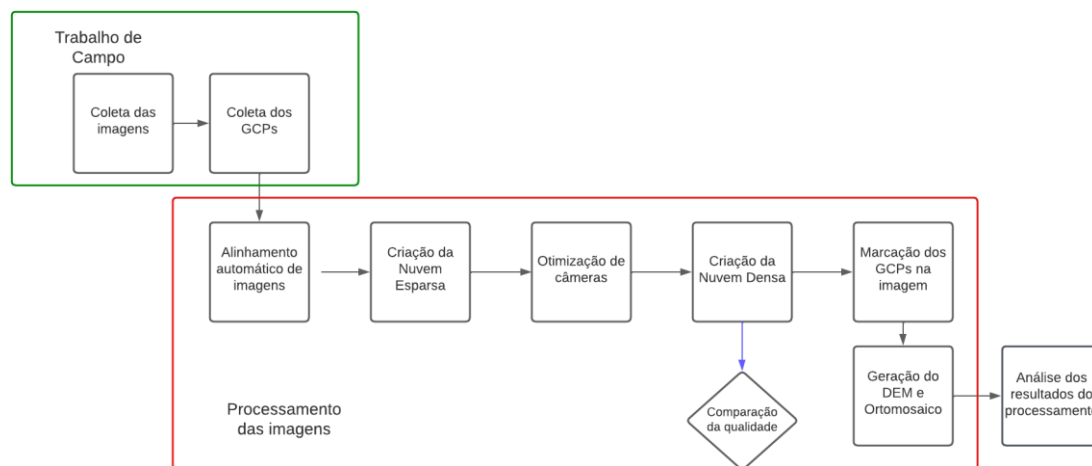 Trabalho de
Campo
Coleta das
imagens
Coleta dos
GCPs
Alinhamento
automático de
imagens
Criação da
Nuvem
Esparsa
Otimização de
câmeras
Criação da
Nuvem Densa
Marcação dos
GCPs na
imagem
Comparação
da qualidade
Geração do
DEM e
Ortomosaico
Análise dos
resultados do
processamento
Processamento
das imagens